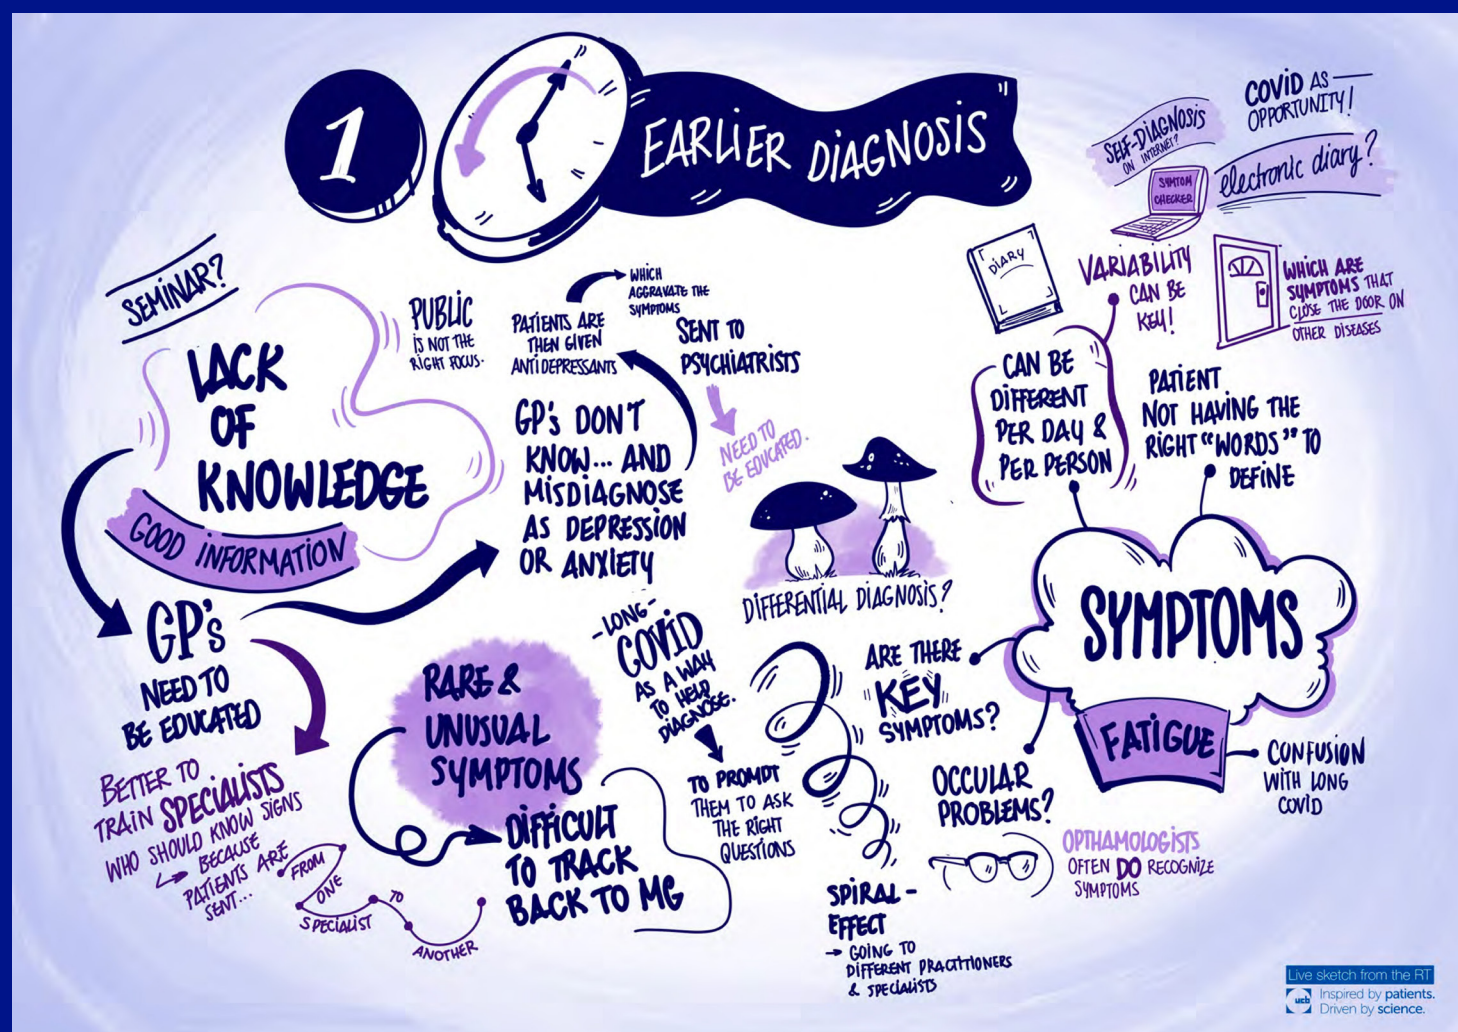 1
EARLIER DIAGNOSIS
SEMINAR?
LACK
OF
KNOWLEDGE
GOOD INFORMATION
PUBLIC
IS NOT THE
RIGHT FOCUS.
GP's
NEED TO
BE EDUCATED
BETTER TO
TRAIN SPECIALISTS
WHO SHOULD KNOW SIGNS
BECAUSE
PATIENTS ARE
SENT...
FROM
ONE
SPECIALIST
TO
ANOTHER
GP's DON'T
KNOW... AND
MISDIAGNOSE
AS DEPRESSION
OR ANXIETY
PATIENTS ARE
THEN GIVEN
ANTIDEPRESSANTS
WHICH
AGGRAVATE THE
SYMPTOMS
SENT TO
PSYCHIATRISTS
NEED TO
BE EDUCATED.
RARE &
UNUSUAL
SYMPTOMS
DIFFICULT
TO TRACK
BACK TO MG
- LONG -
COVID
AS A WAY
TO HELP
DIAGNOSE.
TO PROMPT
THEM TO ASK
THE RIGHT
QUESTIONS
DIFFERENTIAL DIAGNOSIS?
SPIRAL-
EFFECT
→ GOING TO
DIFFERENT PRACTITIONERS
& SPECIALISTS
COVID AS
OPPORTUNITY!
SELF-DIAGNOSIS
ON INTERNET?
SYMTOM
CHECKER
electronic diary?
DIARY
VARIABILITY
CAN BE
KEY!
WHICH ARE
SYMPTOMS THAT
CLOSE THE DOOR ON
OTHER DISEASES
CAN BE
DIFFERENT
PER DAY &
PER PERSON
PATIENT
NOT HAVING THE
RIGHT "WORDS" TO
DEFINE
SYMPTOMS
FATIGUE
CONFUSION
WITH LONG
COVID
ARE THERE
"KEY"
SYMPTOMS?
OCCULAR
PROBLEMS?
OPTHAMOLOGISTS
OFTEN DO RECOGNIZE
SYMPTOMS
Live sketch from the RT
ucb
Inspired by patients.
Driven by science.